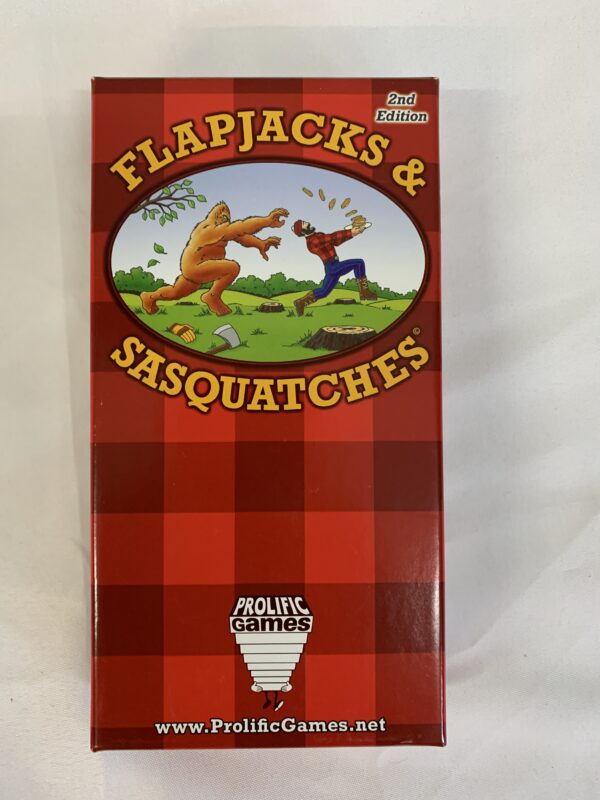 2nd
Edition
FLAPJACKS &
SASQUATCHES©
PROLIFIC
Games
www.ProlificGames.net